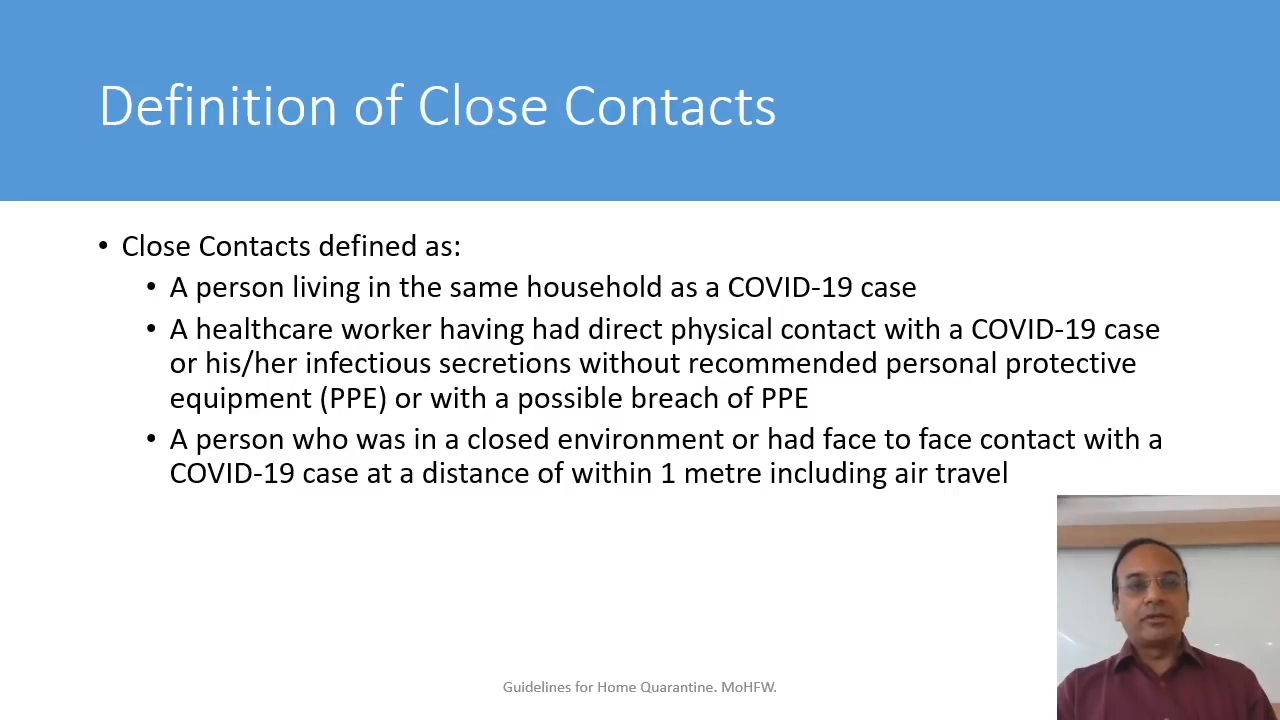 Definition of Close Contacts
• Close Contacts defined as:
• A person living in the same household as a COVID-19 case
• A healthcare worker having had direct physical contact with a COVID-19 case
or his/her infectious secretions without recommended personal protective
equipment (PPE) or with a possible breach of PPE
• A person who was in a closed environment or had face to face contact with a
COVID-19 case at a distance of within 1 metre including air travel
Guidelines for Home Quarantine. MoHFW.